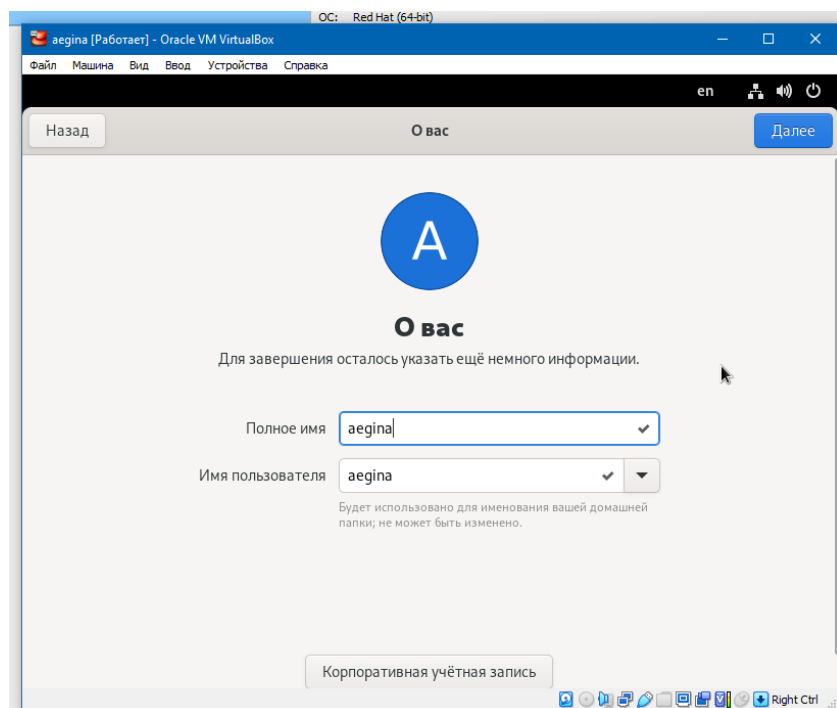 ОС: Red Hat (64-bit)
aegina [Работает] - Oracle VM VirtualBox
Файл Машина Вид Ввод Устройства Справка
en
Назад О вас Далее
A
О вас
Для завершения осталось указать ещё немного информации.
Полное имя aegina
Имя пользователя aegina
Будет использовано для именования вашей домашней
папки; не может быть изменено.
Корпоративная учётная запись
Right Ctrl